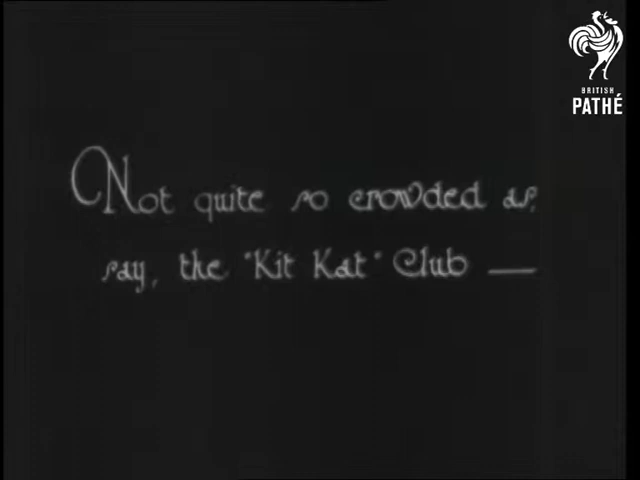 BRITISH
PATHÉ
Not quite so crowded as,
say, the "Kit Kat" Club —